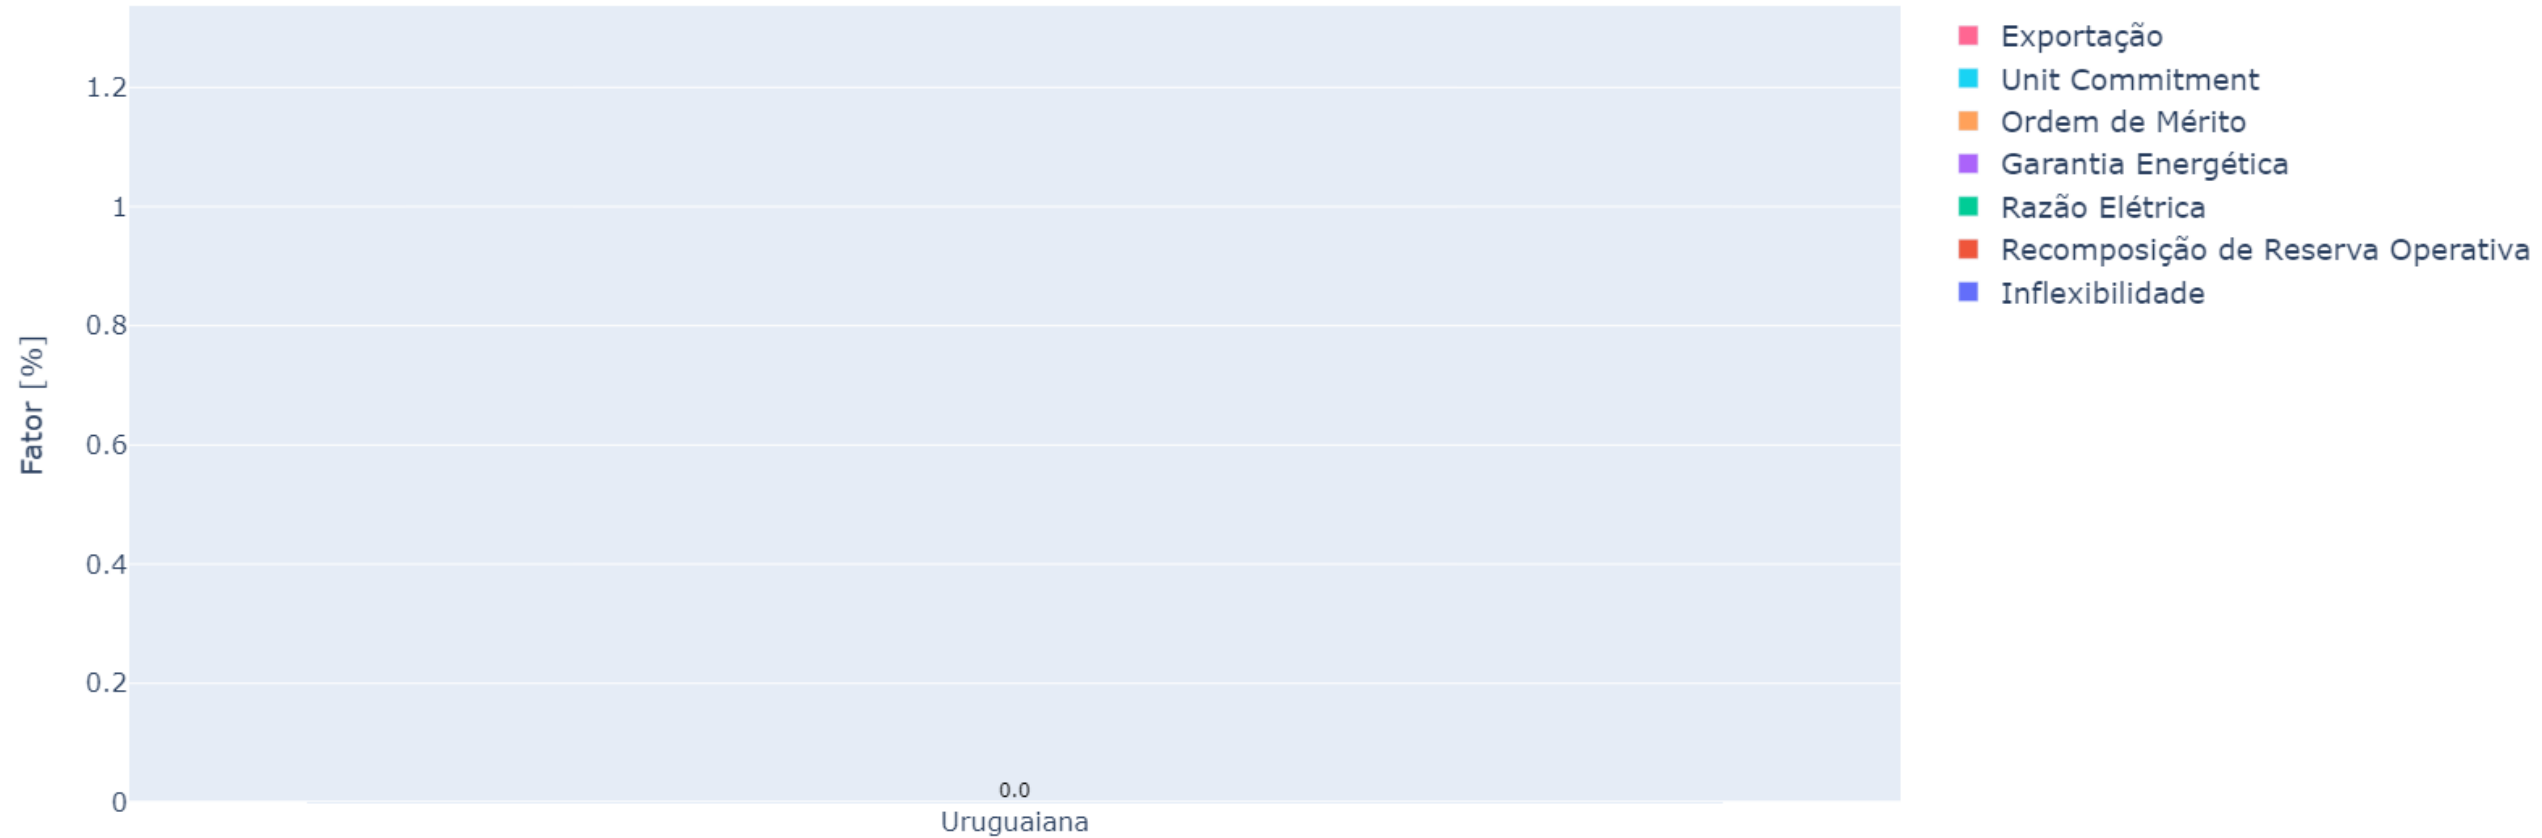 Fator [%]
1.2
1
0.8
0.6
0.4
0.2
0
0.0
Uruguaiana
Exportação
Unit Commitment
Ordem de Mérito
Garantia Energética
Razão Elétrica
Recomposição de Reserva Operativa
Inflexibilidade